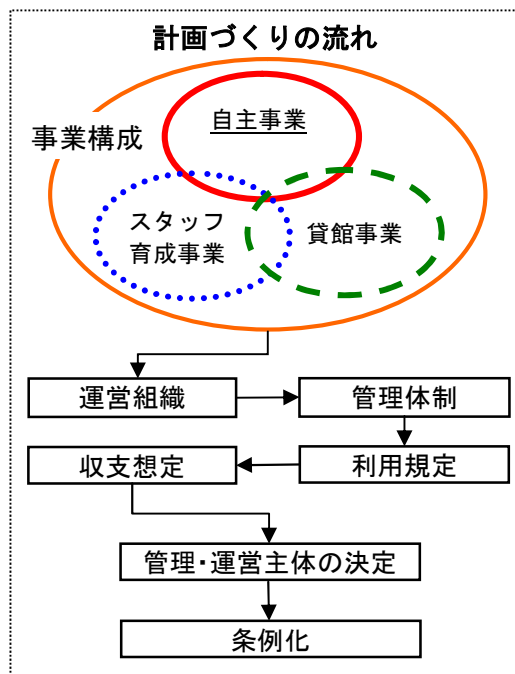 計画づくりの流れ
事業構成
自主事業
スタッフ
育成事業
貸館事業
運営組織
管理体制
収支想定
利用規定
管理・運営主体の決定
条例化